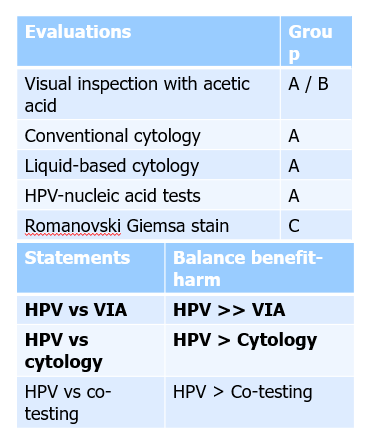 Evaluations Grou
p
Visual inspection with acetic A / B
acid
Conventional cytology A
Liquid-based cytology A
HPV-nucleic acid tests A
Romanovski Giemsa stain C
Statements Balance benefit-
harm
HPV vs VIA HPV >> VIA
HPV vs HPV > Cytology
cytology
HPV vs co- HPV > Co-testing
testing